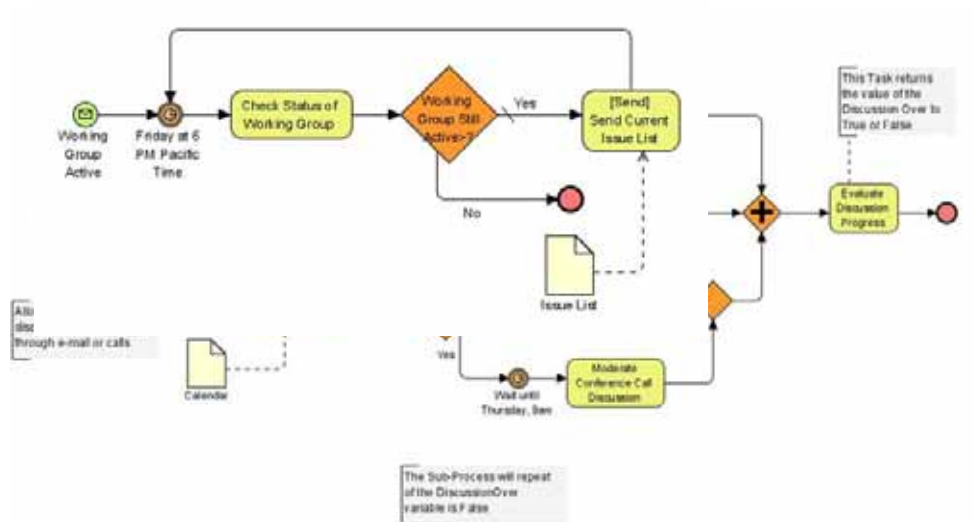 Working
Group
Active
Friday at 6
PM Pacific
Time
Check Status of
Working Group
Working
Group Still
Active>?
Yes
No
[Send]
Send Current
Issue List
Issue List
This Task returns
the value of the
Discussion Over to
True or False
Evaluate
Discussion
Progress
through e-mail or calls
Calendar
Yes
Wait until
Thursday, 9am
Moderate
Conference Call
Discussion
The Sub-Process will repeat
of the DiscussionOver
variable is False